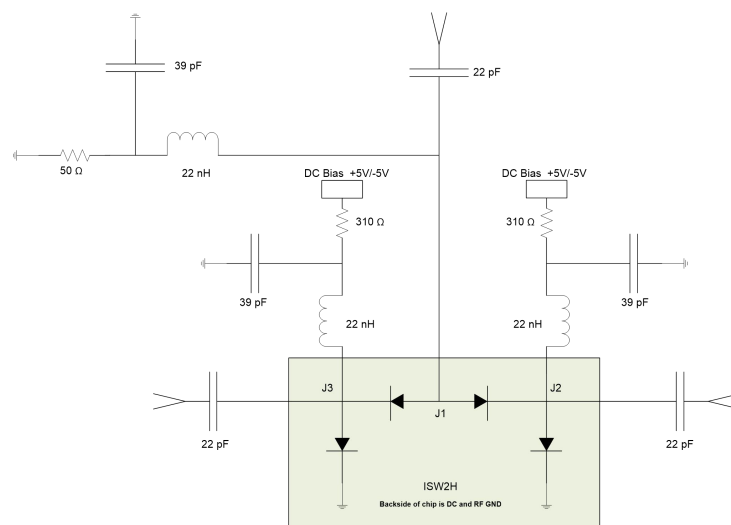 39 pF
22 pF
50 Ω
22 nH
DC Bias +5V/-5V
DC Bias +5V/-5V
310 Ω
310 Ω
39 pF
39 pF
22 nH
22 nH
J3
J1
J2
22 pF
22 pF
ISW2H
Backside of chip is DC and RF GND